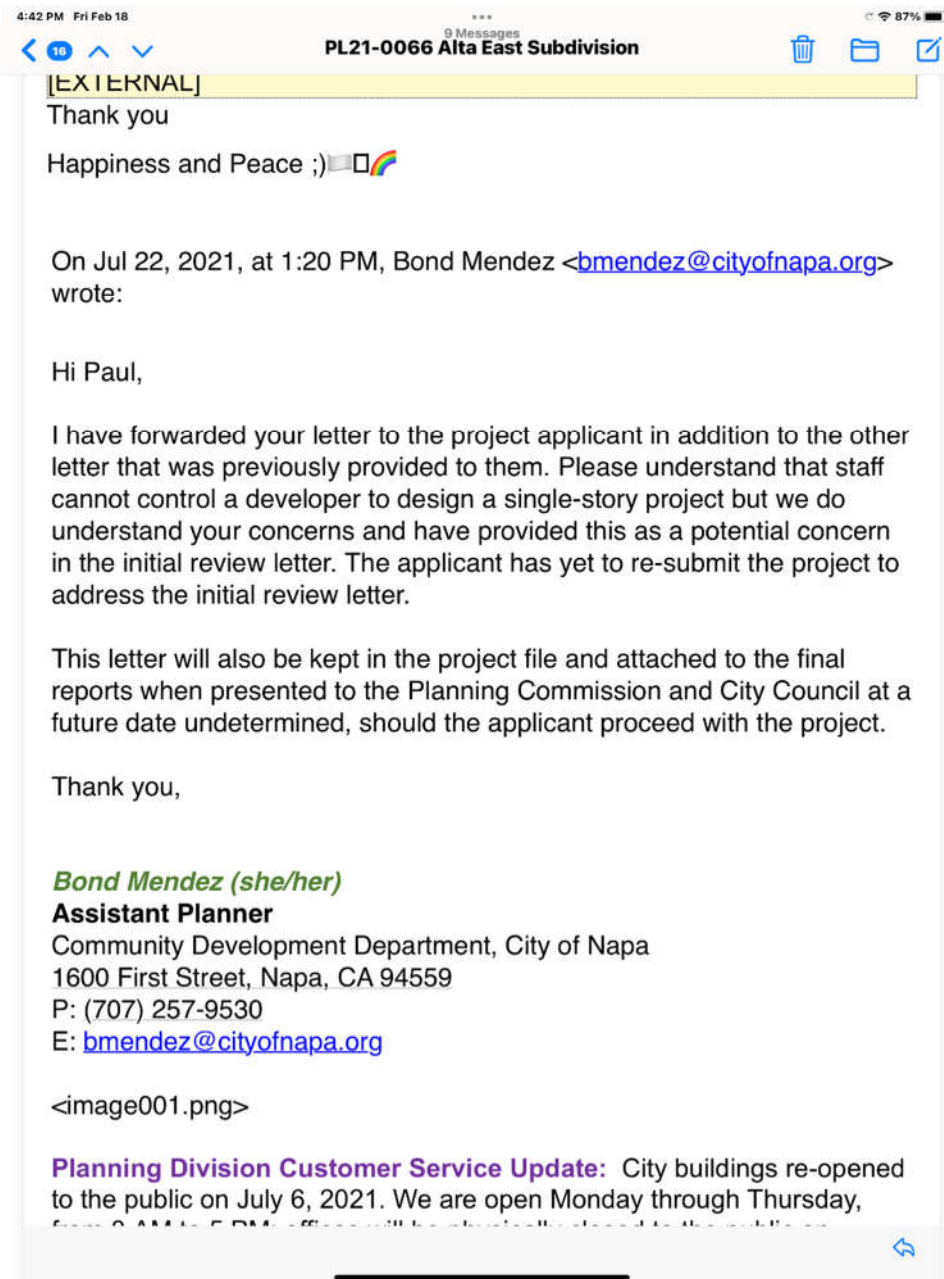 4:42 PM Fri Feb 18
87%
9 Messages
16
PL21-0066 Alta East Subdivision
[EXTERNAL]
Thank you
Happiness and Peace ;)🏳️🌈
On Jul 22, 2021, at 1:20 PM, Bond Mendez <bmendez@cityofnapa.org>
wrote:
Hi Paul,
I have forwarded your letter to the project applicant in addition to the other
letter that was previously provided to them. Please understand that staff
cannot control a developer to design a single-story project but we do
understand your concerns and have provided this as a potential concern
in the initial review letter. The applicant has yet to re-submit the project to
address the initial review letter.
This letter will also be kept in the project file and attached to the final
reports when presented to the Planning Commission and City Council at a
future date undetermined, should the applicant proceed with the project.
Thank you,
Bond Mendez (she/her)
Assistant Planner
Community Development Department, City of Napa
1600 First Street, Napa, CA 94559
P: (707) 257-9530
E: bmendez@cityofnapa.org
<image001.png>
Planning Division Customer Service Update: City buildings re-opened
to the public on July 6, 2021. We are open Monday through Thursday,